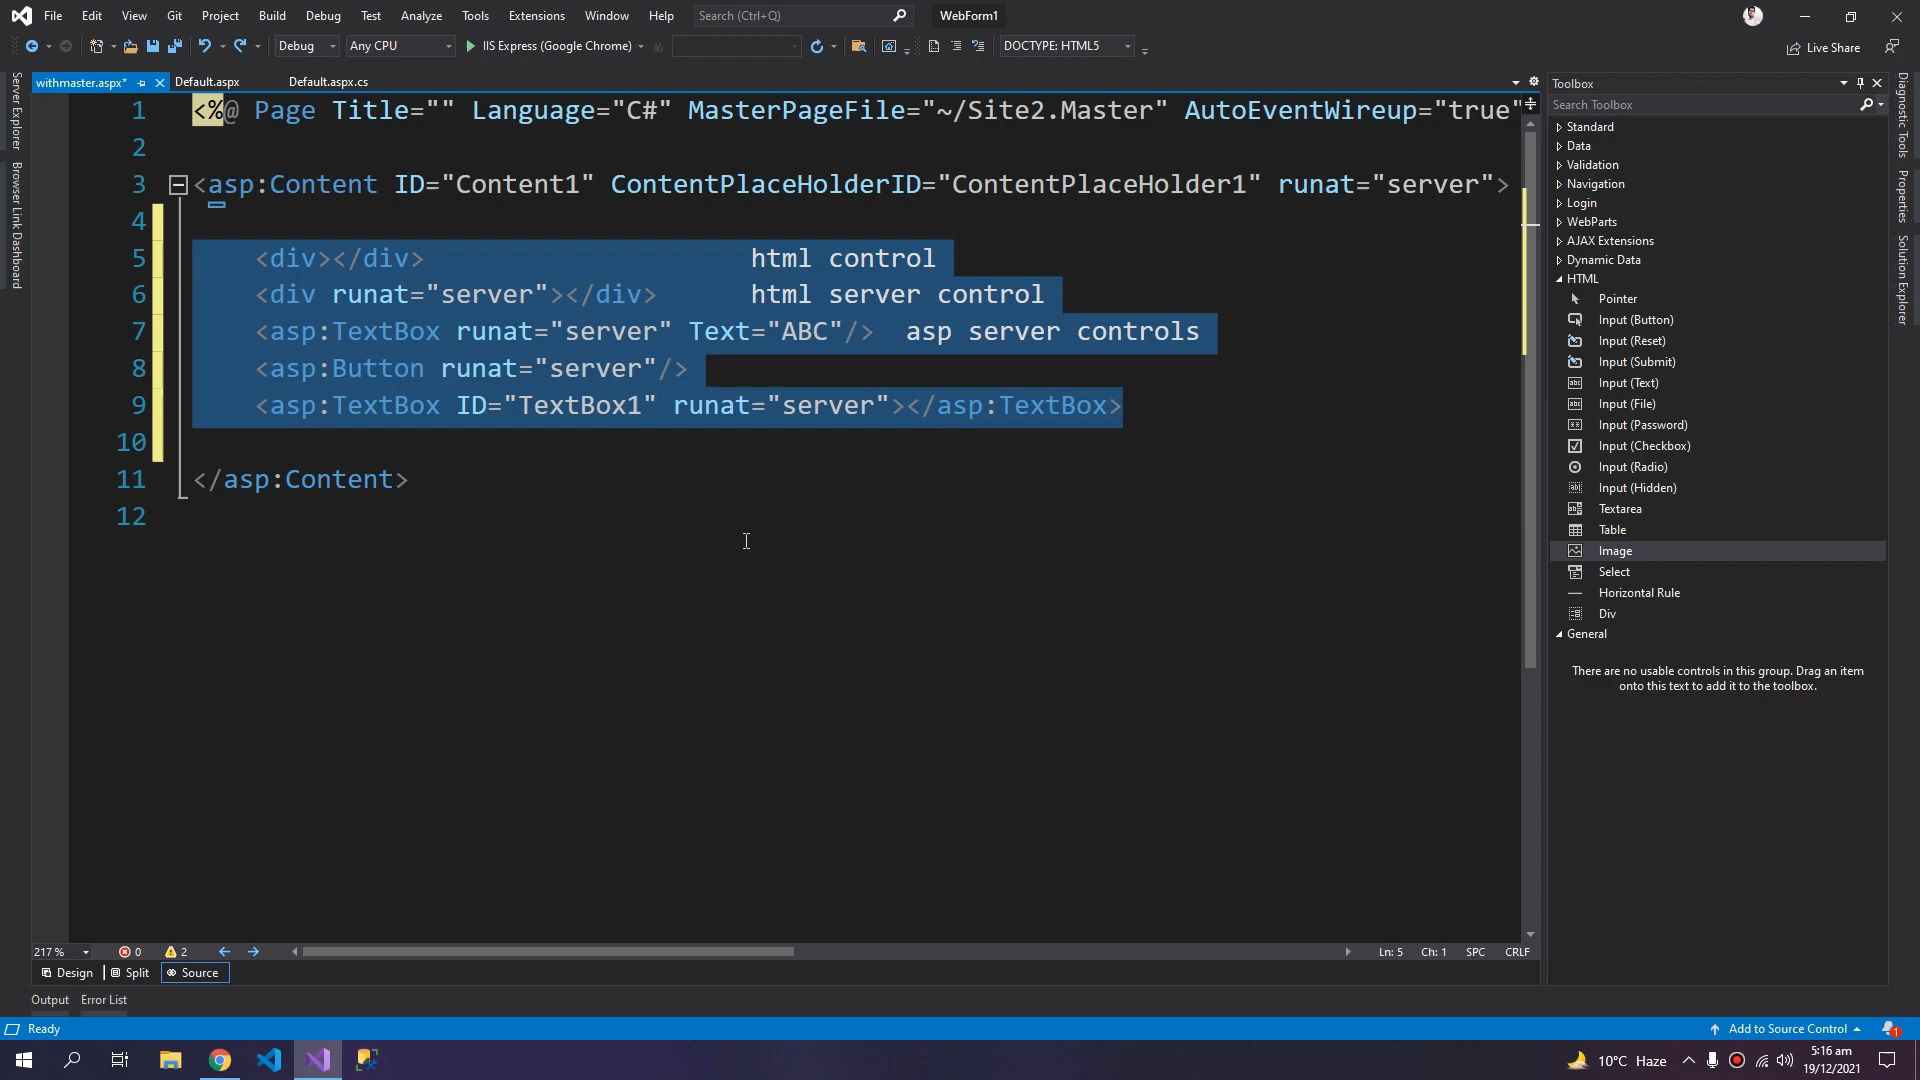 File Edit View Git Project Build Debug Test Analyze Tools Extensions Window Help Search (Ctrl+Q) WebForm1
Debug Any CPU IIS Express (Google Chrome) DOCTYPE: HTML5 Live Share
withmaster.aspx* Default.aspx Default.aspx.cs
Server Explorer
Browser Link Dashboard
1 <%@ Page Title="" Language="C#" MasterPageFile="~/Site2.Master" AutoEventWireup="true"
2
3 <asp:Content ID="Content1" ContentPlaceHolderID="ContentPlaceHolder1" runat="server">
4
5 <div></div> html control
6 <div runat="server"></div> html server control
7 <asp:TextBox runat="server" Text="ABC"/> asp server controls
8 <asp:Button runat="server"/>
9 <asp:TextBox ID="TextBox1" runat="server"></asp:TextBox>
10
11 </asp:Content>
12
217 % 0 2 Ln: 5 Ch: 1 SPC CRLF
Design Split Source
Output Error List
Toolbox
Search Toolbox
Standard
Data
Validation
Navigation
Login
WebParts
AJAX Extensions
Dynamic Data
HTML
Pointer
Input (Button)
Input (Reset)
Input (Submit)
Input (Text)
Input (File)
Input (Password)
Input (Checkbox)
Input (Radio)
Input (Hidden)
Textarea
Table
Image
Select
Horizontal Rule
Div
General
There are no usable controls in this group. Drag an item
onto this text to add it to the toolbox.
Diagnostic Tools
Properties
Solution Explorer
Ready Add to Source Control 1
10°C Haze 5:16 am
19/12/2021